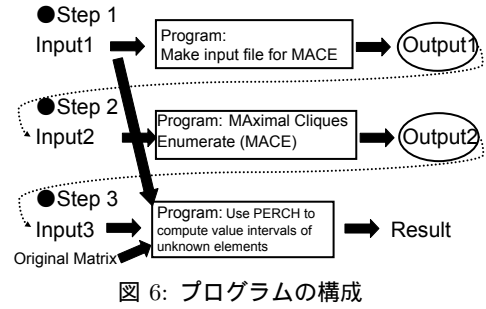 ●Step 1
Input1
Program:
Make input file for MACE
Output1
●Step 2
Input2
Program: MAximal Cliques
Enumerate (MACE)
Output2
●Step 3
Input3
Original Matrix
Program: Use PERCH to
compute value intervals of
unknown elements
Result
図 6: プログラムの構成